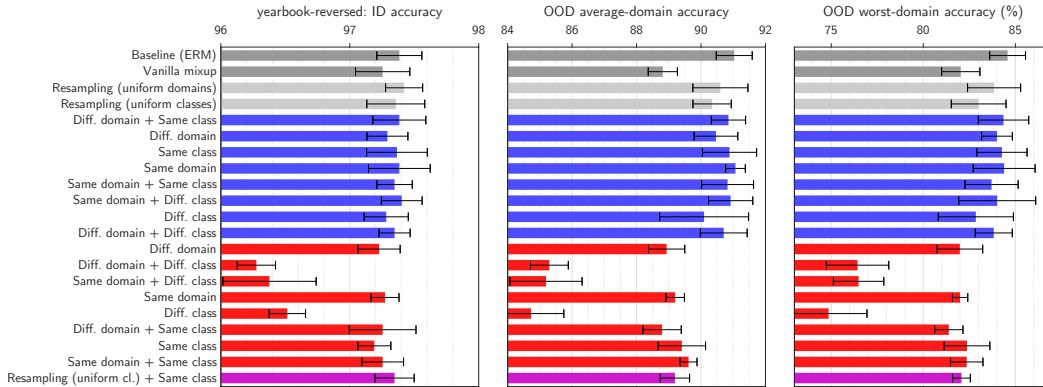 yearbook-reversed: ID accuracy
OOD average-domain accuracy
OOD worst-domain accuracy (%)
96 97 98
84 86 88 90 92
75 80 85
Baseline (ERM)
Vanilla mixup
Resampling (uniform domains)
Resampling (uniform classes)
Diff. domain + Same class
Diff. domain
Same class
Same domain
Same domain + Same class
Same domain + Diff. class
Diff. class
Diff. domain + Diff. class
Diff. domain
Diff. domain + Diff. class
Same domain + Diff. class
Same domain
Diff. class
Diff. domain + Same class
Same class
Same domain + Same class
Resampling (uniform cl.) + Same class